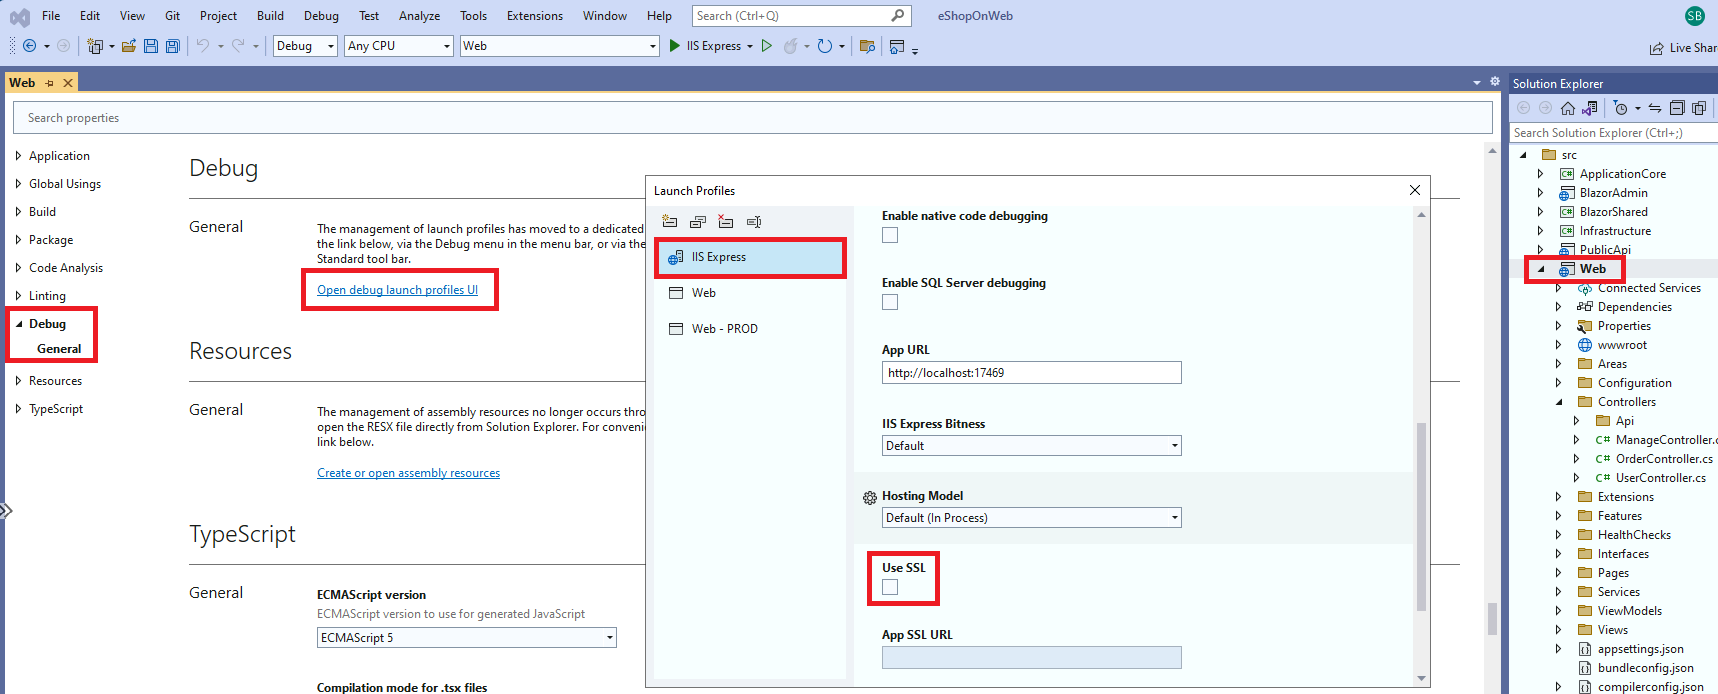 File Edit View Git Project Build Debug Test Analyze Tools Extensions Window Help Search (Ctrl+Q) eShopOnWeb SB
Debug Any CPU Web IIS Express Live Shar
Web
Search properties
Application
Global Usings
Build
Package
Code Analysis
Linting
Debug
General
Resources
TypeScript
Debug
General
The management of launch profiles has moved to a dedicated
the link below, via the Debug menu in the menu bar, or via the
Standard tool bar.
Open debug launch profiles UI
Resources
General
The management of assembly resources no longer occurs thro
open the RESX file directly from Solution Explorer. For conveni
link below.
Create or open assembly resources
TypeScript
General
ECMAScript version
ECMAScript version to use for generated JavaScript
ECMAScript 5
Compilation mode for .tsx files
Launch Profiles
IIS Express
Web
Web - PROD
Enable native code debugging
Enable SQL Server debugging
App URL
http://localhost:17469
IIS Express Bitness
Default
Hosting Model
Default (In Process)
Use SSL
App SSL URL
Solution Explorer
Search Solution Explorer (Ctrl+;)
src
C# ApplicationCore
BlazorAdmin
C# BlazorShared
C# Infrastructure
PublicApi
Web
Connected Services
Dependencies
Properties
wwwroot
Areas
Configuration
Controllers
Api
C# ManageController.c
C# OrderController.cs
C# UserController.cs
Extensions
Features
HealthChecks
Interfaces
Pages
Services
ViewModels
Views
appsettings.json
bundleconfig.json
compilerconfig.json